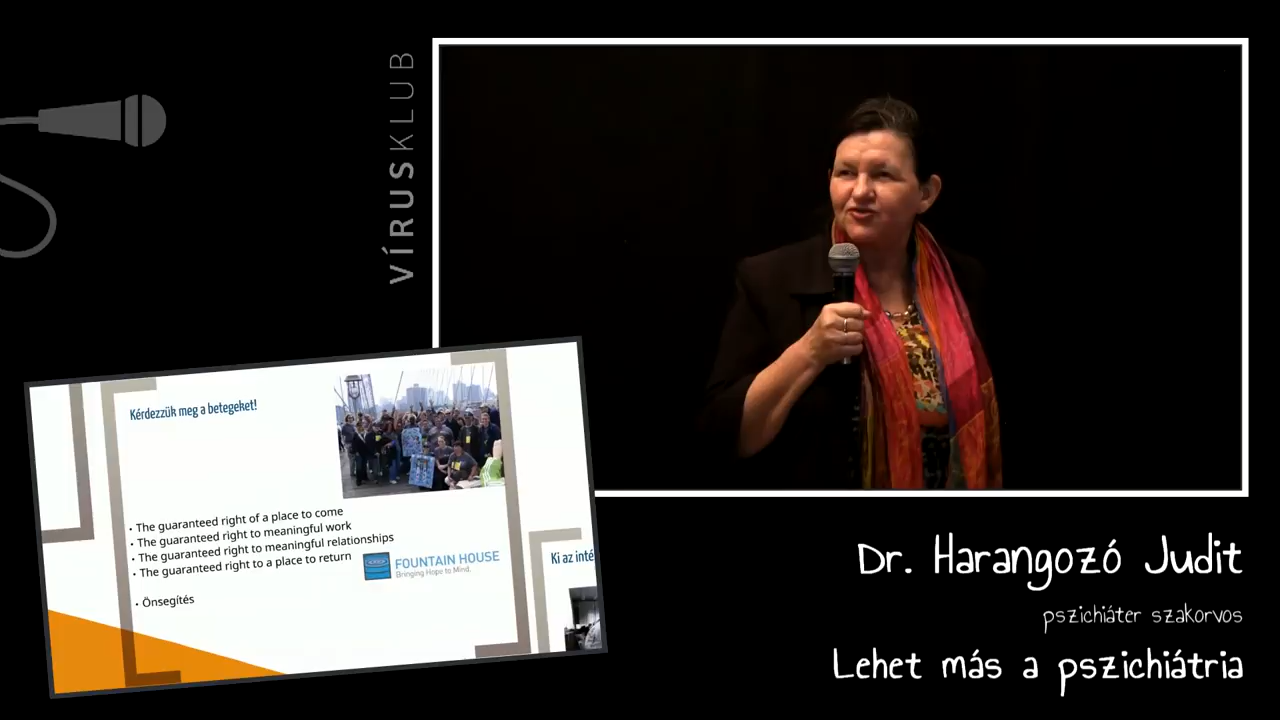 VÍRUSKLUB
Kérdezzük meg a betegeket!
• The guaranteed right of a place to come
• The guaranteed right to meaningful work
• The guaranteed right to meaningful relationships
• The guaranteed right to a place to return
FOUNTAIN HOUSE
Bringing Hope to Mind.
• Önsegítés
Ki az inté
Dr. Harangozó Judit
pszichiáter szakorvos
Lehet más a pszichiátria